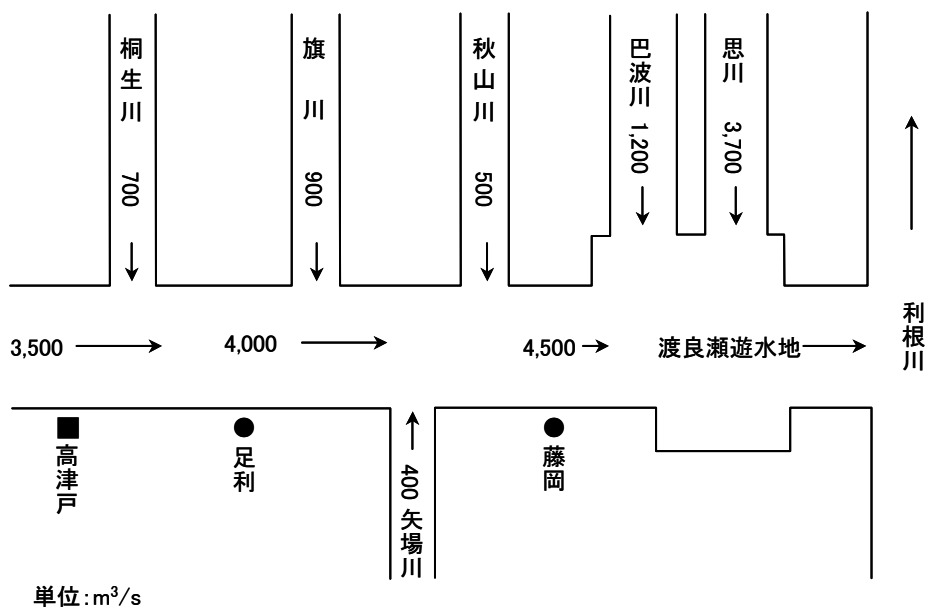 桐生川 700
旗川 900
秋山川 500
巴波川 1,200
思川 3,700
利根川
3,500
4,000
4,500
渡良瀬遊水地
高津戸
足利
藤岡
400 矢場川
単位:m³/s